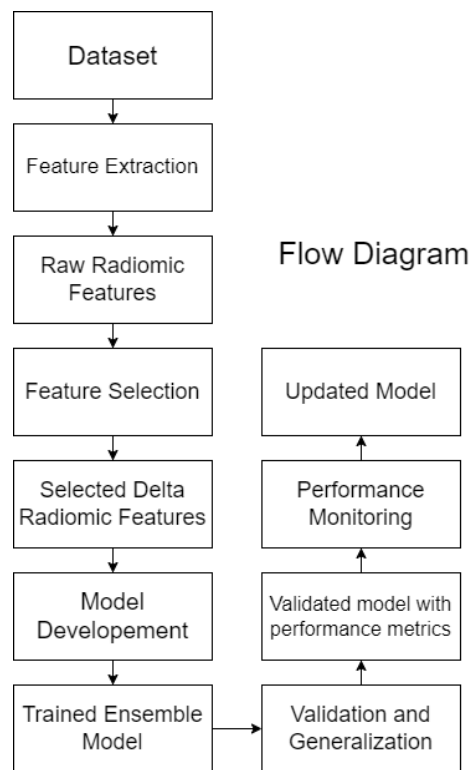 Dataset
Feature Extraction
Raw Radiomic
Features
Feature Selection
Selected Delta
Radiomic Features
Model
Developement
Trained Ensemble
Model
Flow Diagram
Updated Model
Performance
Monitoring
Validated model with
performance metrics
Validation and
Generalization